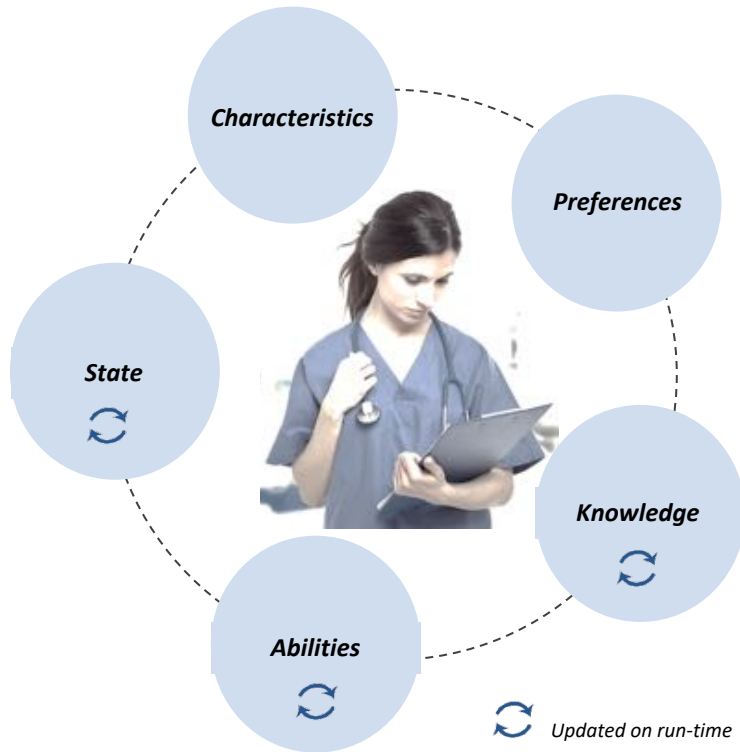 Characteristics
Preferences
State
Knowledge
Abilities
Updated on run-time